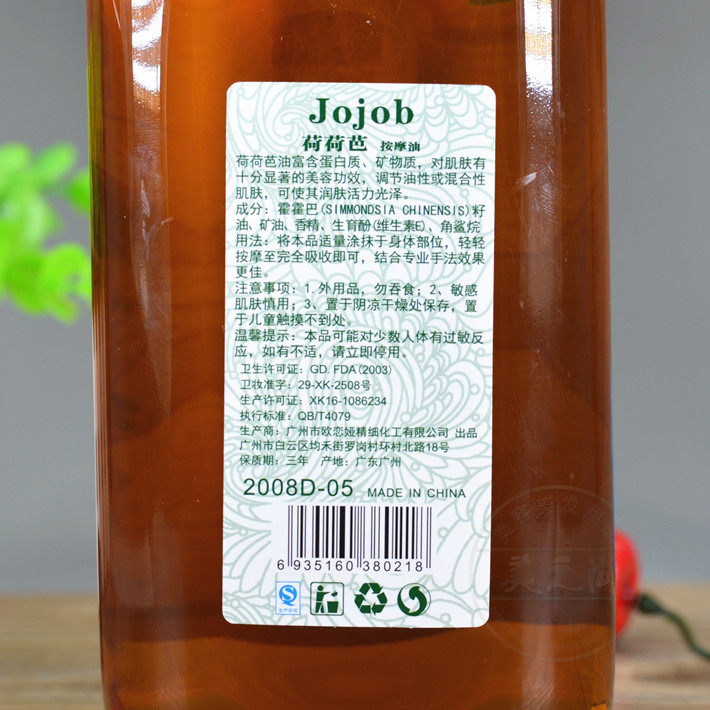 Jojob
荷荷芭 按摩油
荷荷芭油富含蛋白质、矿物质，对肌肤有
十分显著的美容功效，调节油性或混合性
肌肤，可使其润肤活力光泽。
成分：霍霍巴(SIMMONDSIA CHINENSIS)籽
油、矿油、香精、生育酚(维生素E)、角鲨烷
用法：将本品适量涂抹于身体部位，轻轻
按摩至完全吸收即可，结合专业手法效果
更佳。
注意事项：1、外用品，勿吞食；2、敏感
肌肤慎用；3、置于阴凉干燥处保存，置
于儿童触摸不到处。
温馨提示：本品可能对少数人体有过敏反
应，如有不适，请立即停用。
卫生许可证：GD. FDA(2003)
卫妆准字：29-XK-2508号
生产许可证：XK16-1086234
执行标准：QB/T4079
生产商：广州市欧恋娅精细化工有限公司 出品
广州市白云区均禾街罗岗村环村北路18号
保质期：三年 产地：广东广州
2008D-05 MADE IN CHINA
6 935160 380218
生产许可